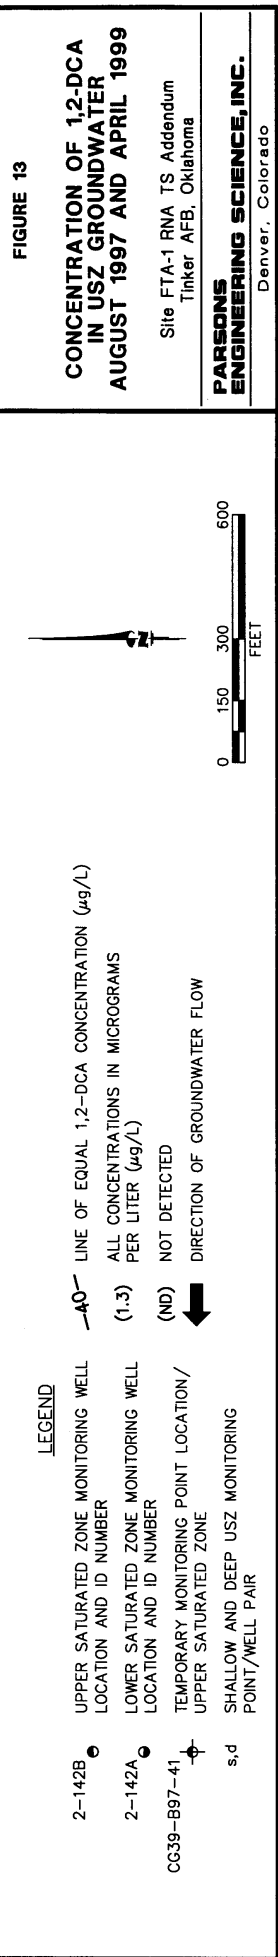 LEGEND
2-142B UPPER SATURATED ZONE MONITORING WELL
LOCATION AND ID NUMBER
2-142A LOWER SATURATED ZONE MONITORING WELL
LOCATION AND ID NUMBER
CG39-B97-41 TEMPORARY MONITORING POINT LOCATION/
UPPER SATURATED ZONE
s,d SHALLOW AND DEEP USZ MONITORING
POINT/WELL PAIR
40 LINE OF EQUAL 1,2-DCA CONCENTRATION (µg/L)
(1.3) ALL CONCENTRATIONS IN MICROGRAMS
PER LITER (µg/L)
(ND) NOT DETECTED
DIRECTION OF GROUNDWATER FLOW
N
0 150 300 600
FEET
FIGURE 13
CONCENTRATION OF 1,2-DCA
IN USZ GROUNDWATER
AUGUST 1997 AND APRIL 1999
Site FTA-1 RNA TS Addendum
Tinker AFB, Oklahoma
PARSONS
ENGINEERING SCIENCE, INC.
Denver, Colorado